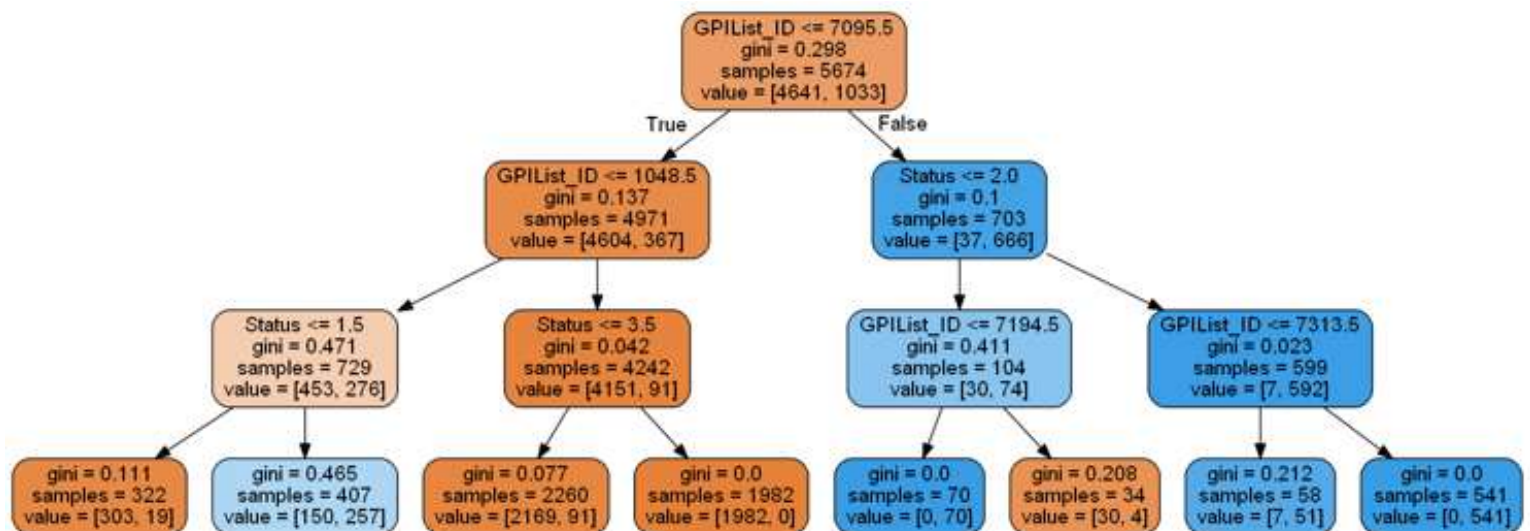 GPIList_ID <= 7095.5
gini = 0.298
samples = 5674
value = [4641, 1033]
True
False
GPIList_ID <= 1048.5
gini = 0.137
samples = 4971
value = [4604, 367]
Status <= 2.0
gini = 0.1
samples = 703
value = [37, 666]
Status <= 1.5
gini = 0.471
samples = 729
value = [453, 276]
Status <= 3.5
gini = 0.042
samples = 4242
value = [4151, 91]
GPIList_ID <= 7194.5
gini = 0.411
samples = 104
value = [30, 74]
GPIList_ID <= 7313.5
gini = 0.023
samples = 599
value = [7, 592]
gini = 0.111
samples = 322
value = [303, 19]
gini = 0.465
samples = 407
value = [150, 257]
gini = 0.077
samples = 2260
value = [2169, 91]
gini = 0.0
samples = 1982
value = [1982, 0]
gini = 0.0
samples = 70
value = [0, 70]
gini = 0.208
samples = 34
value = [30, 4]
gini = 0.212
samples = 58
value = [7, 51]
gini = 0.0
samples = 541
value = [0, 541]